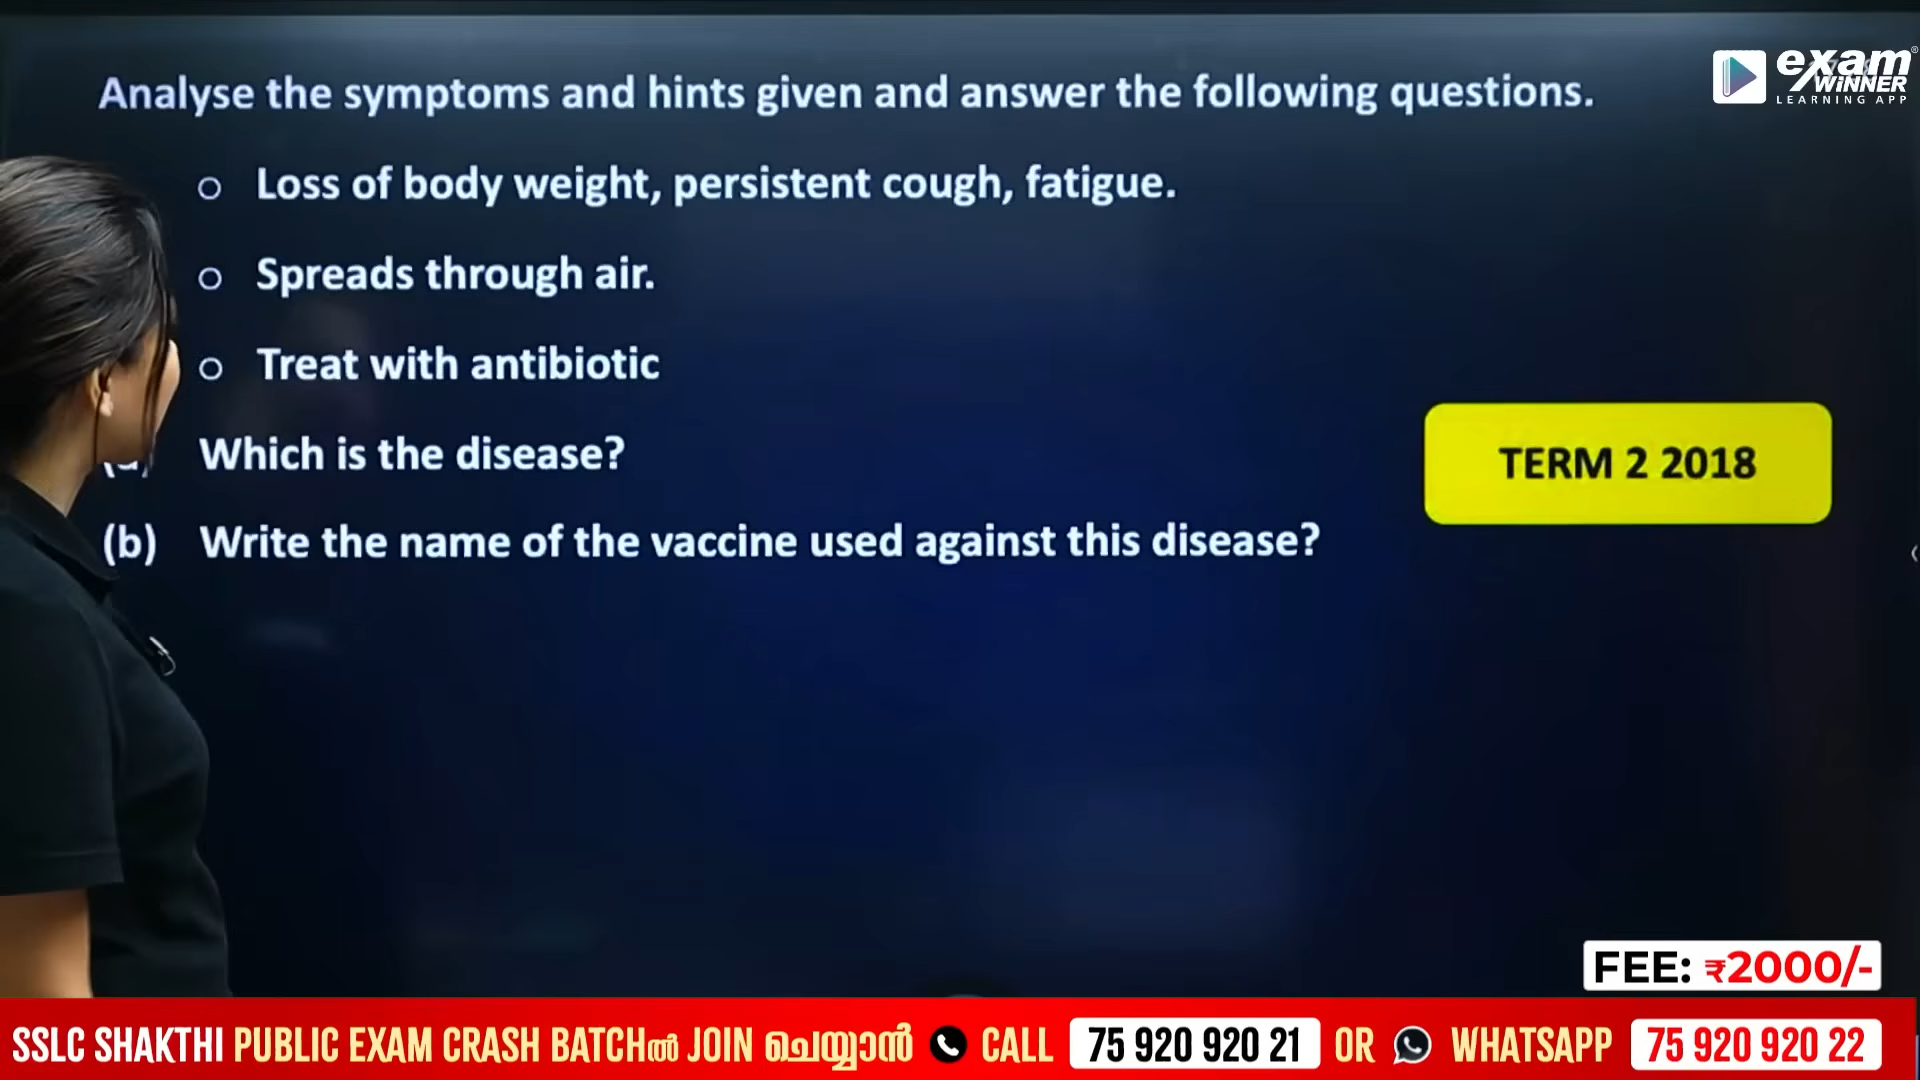 Analyse the symptoms and hints given and answer the following questions.
exam
WiNNER
LEARNING APP
o Loss of body weight, persistent cough, fatigue.
o Spreads through air.
o Treat with antibiotic
Which is the disease?
TERM 2 2018
(b) Write the name of the vaccine used against this disease?
FEE: ₹2000/-
SSLC SHAKTHI PUBLIC EXAM CRASH BATCHൽ JOIN ചെയ്യാൻ CALL 75 920 920 21 OR WHATSAPP 75 920 920 22